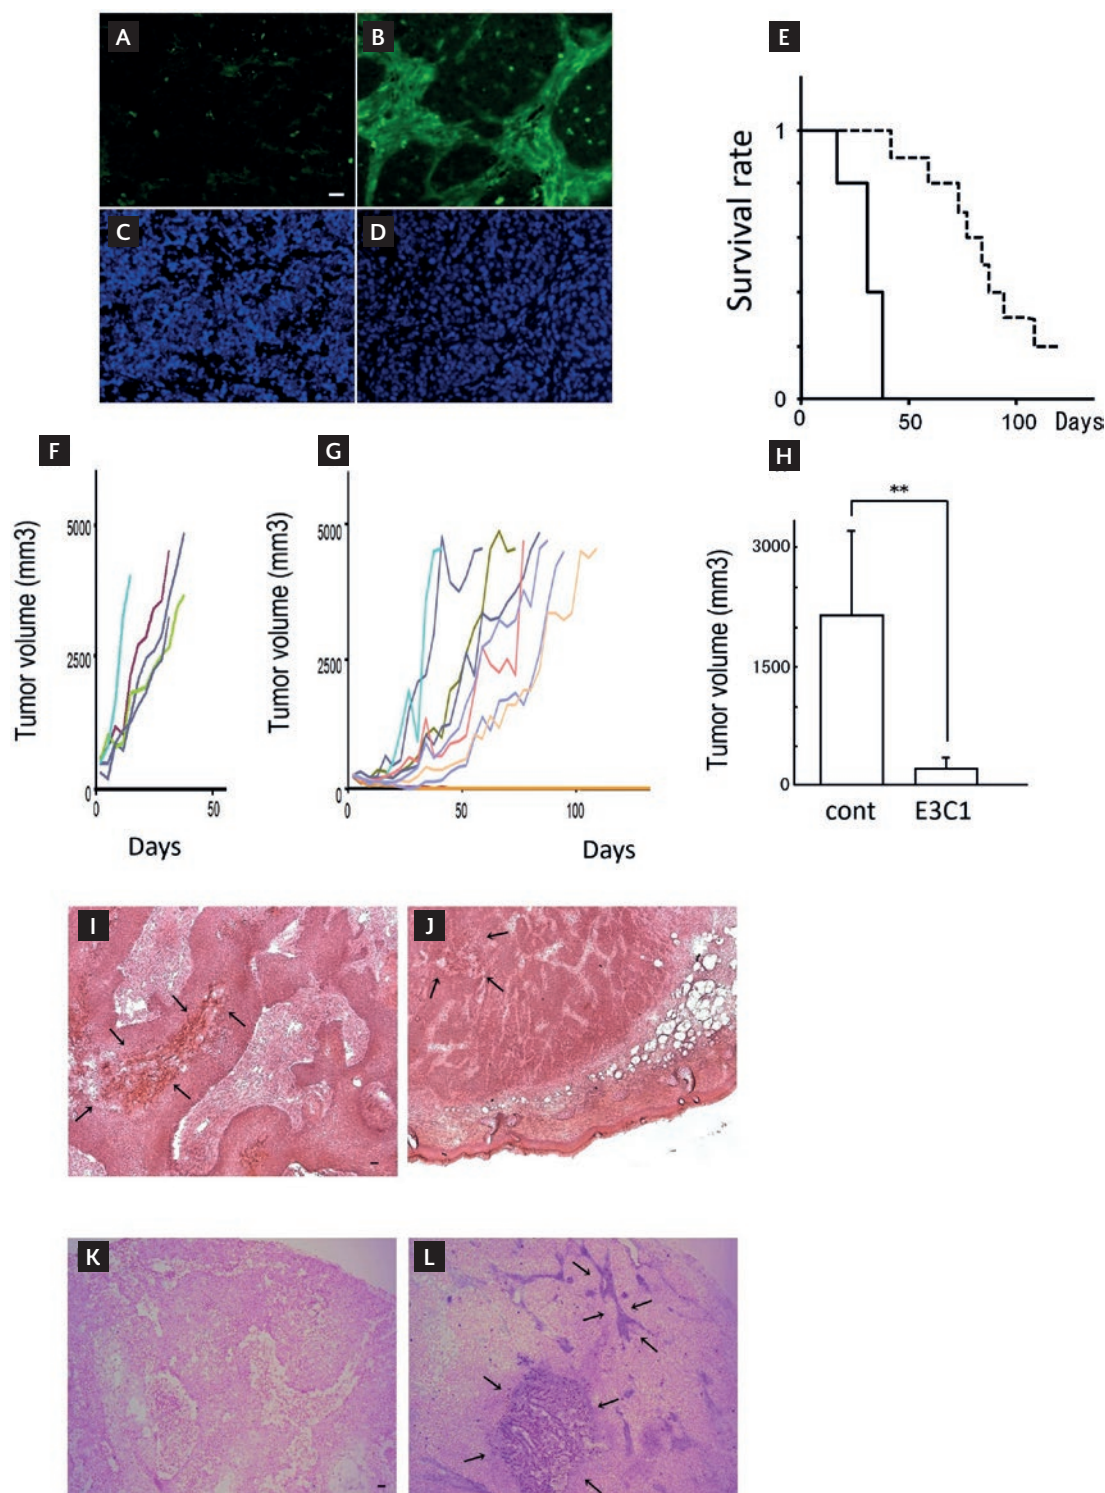 A
B
C
D
E
Survival rate
1
0
0
50
100
Days
F
Tumor volume (mm3)
5000
2500
0
0
50
Days
G
Tumor volume (mm3)
5000
2500
0
0
50
100
Days
H
**
Tumor volume (mm3)
3000
1500
0
cont
E3C1
I
J
K
L